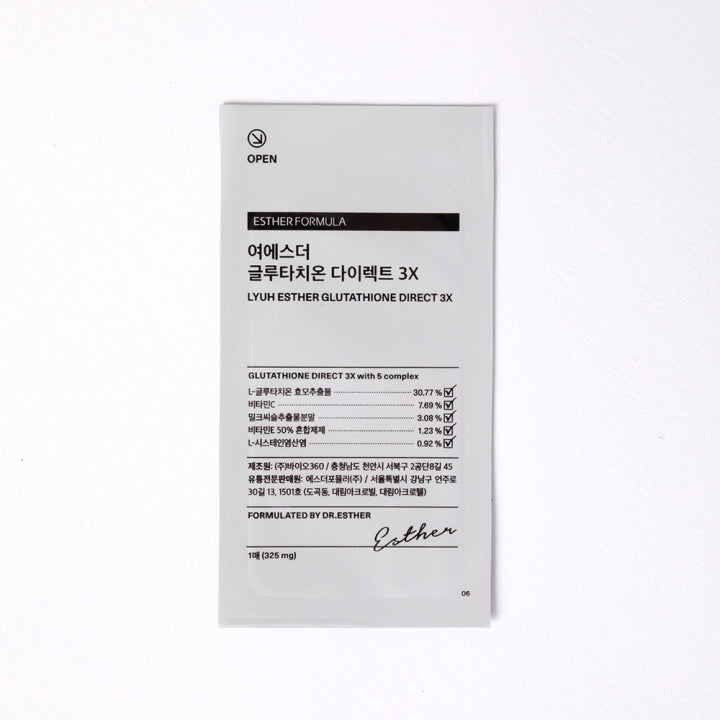 OPEN
ESTHER FORMULA
여에스더
글루타치온 다이렉트 3X
LYUH ESTHER GLUTATHIONE DIRECT 3X
GLUTATHIONE DIRECT 3X with 5 complex
L-글루타치온 효모추출물 30.77 %
비타민C 7.69 %
밀크씨슬추출물분말 3.08 %
비타민E 50% 혼합제제 1.23 %
L-시스테인염산염 0.92 %
제조원: (주)바이오360 / 충청남도 천안시 서북구 2공단8길 45
유통전문판매원: 에스더포뮬러(주) / 서울특별시 강남구 언주로
30길 13, 1501호 (도곡동, 대림아크로빌, 대림아크로텔)
FORMULATED BY DR.ESTHER
Esther
1매 (325 mg)
06